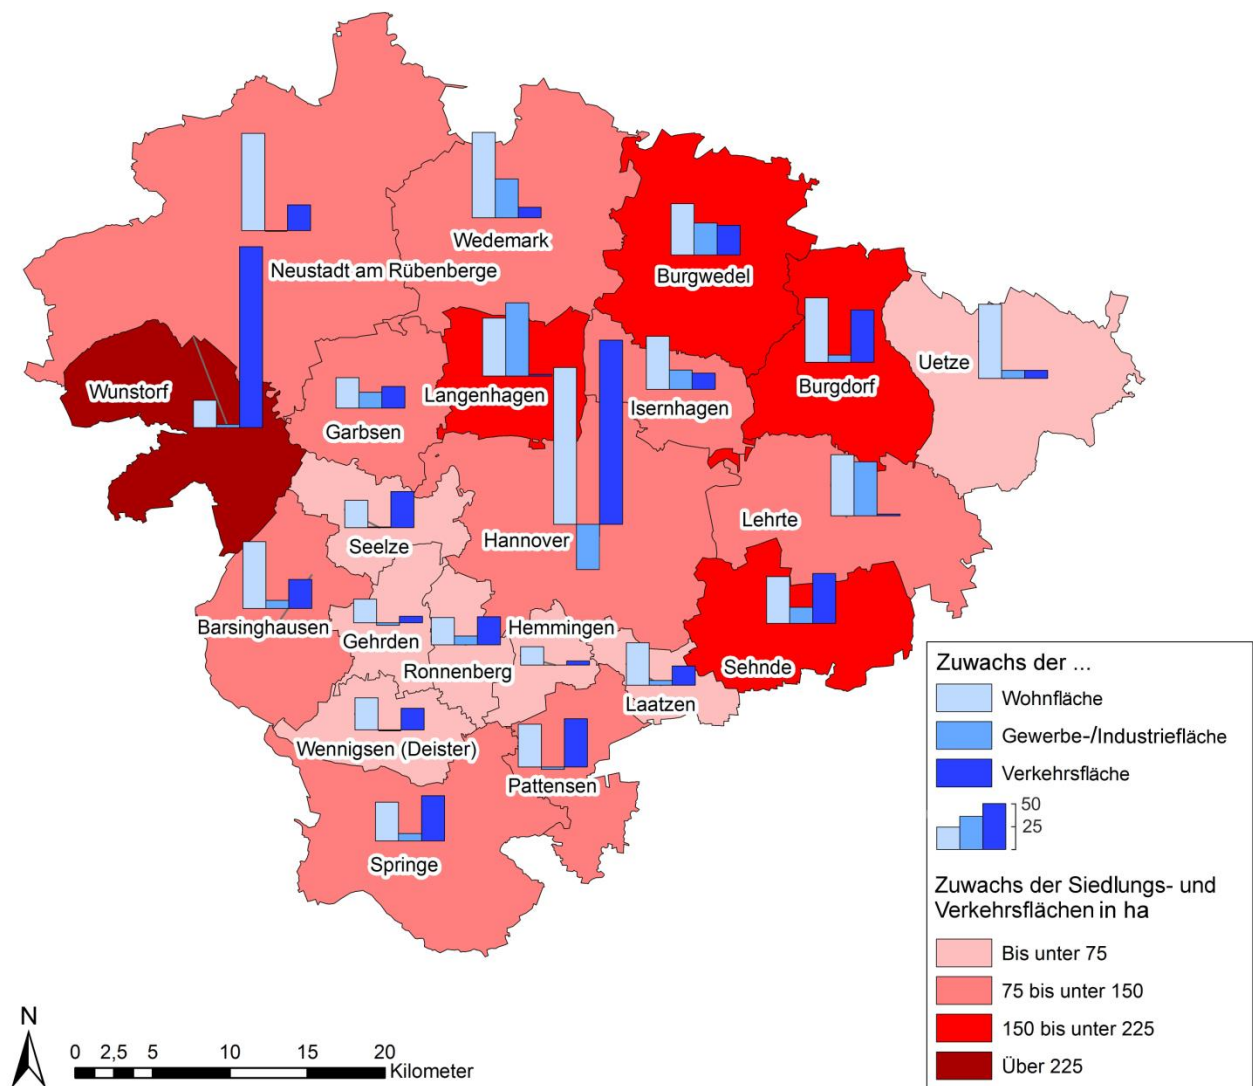 Wedemark
Neustadt am Rübenberge
Burgwedel
Uetze
Burgdorf
Wunstorf
Langenhagen
Isernhagen
Garbsen
Lehrte
Hannover
Seelze
Barsinghausen
Gehrden
Hemmingen
Ronnenberg
Sehnde
Laatzen
Wennigsen (Deister)
Pattensen
Springe
Zuwachs der ...
Wohnfläche
Gewerbe-/Industriefläche
Verkehrsfläche
50
25
Zuwachs der Siedlungs- und
Verkehrsflächen in ha
Bis unter 75
75 bis unter 150
150 bis unter 225
Über 225
N
0 2,5 5 10 15 20
Kilometer